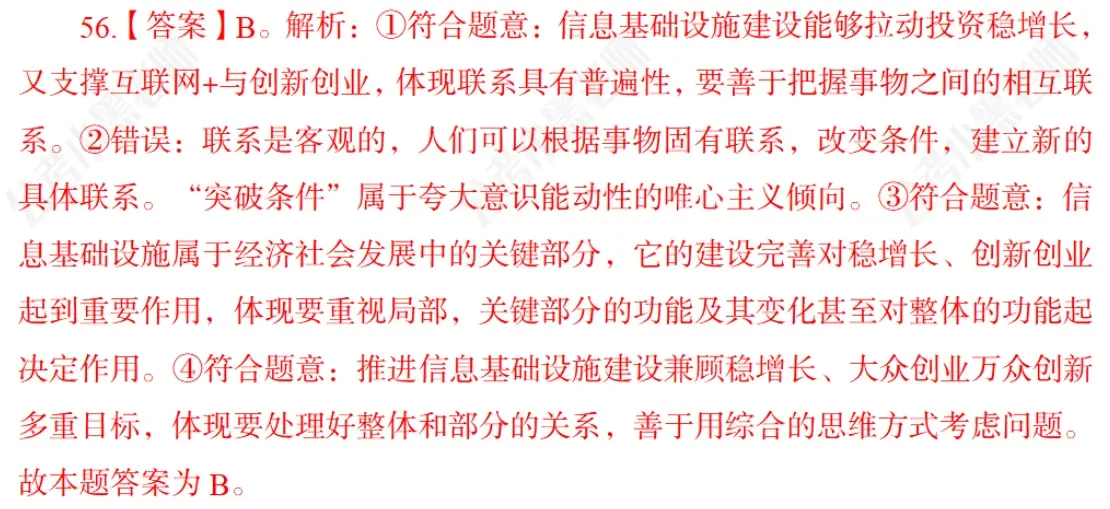 56.【答案】B。解析：①符合题意：信息基础设施建设能够拉动投资稳增长，
又支撑互联网+与创新创业，体现联系具有普遍性，要善于把握事物之间的相互联
系。②错误：联系是客观的，人们可以根据事物固有联系，改变条件，建立新的
具体联系。“突破条件”属于夸大意识能动性的唯心主义倾向。③符合题意：信
息基础设施属于经济社会发展中的关键部分，它的建设完善对稳增长、创新创业
起到重要作用，体现要重视局部，关键部分的功能及其变化甚至对整体的功能起
决定作用。④符合题意：推进信息基础设施建设兼顾稳增长、大众创业万众创新
多重目标，体现要处理好整体和部分的关系，善于用综合的思维方式考虑问题。
故本题答案为 B。